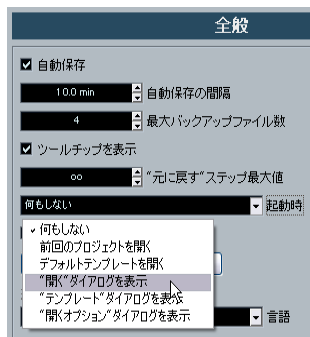 全般
自動保存
10.0 min 自動保存の間隔
4 最大バックアップファイル数
ツールチップを表示
∞ "元に戻す"ステップ最大値
何もしない 起動時
何もしない
前回のプロジェクトを開く
デフォルトテンプレートを開く
"開く"ダイアログを表示
"テンプレート"ダイアログを表示
"開くオプション"ダイアログを表示
言語